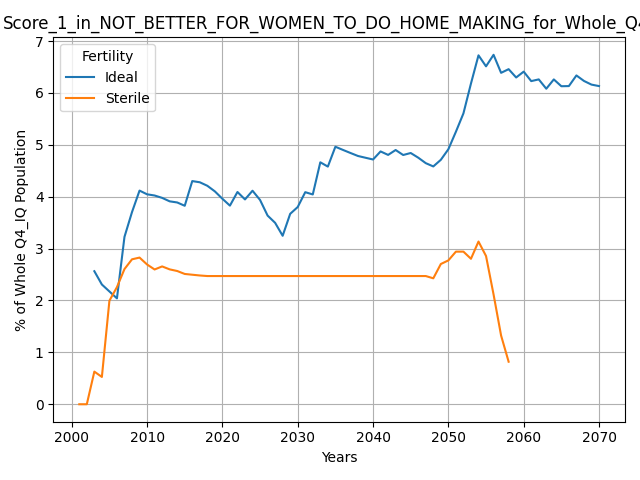 Score_1_in_NOT_BETTER_FOR_WOMEN_TO_DO_HOME_MAKING_for_Whole_Q4
Fertility
Ideal
Sterile
% of Whole Q4_IQ Population
7
6
5
4
3
2
1
0
2000 2010 2020 2030 2040 2050 2060 2070
Years